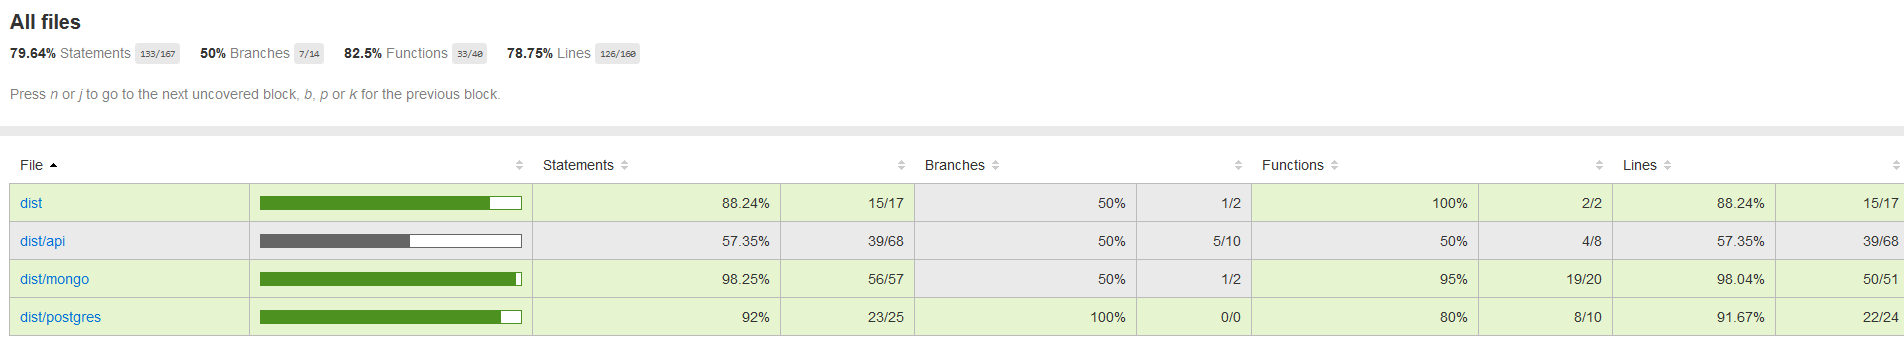 All files
79.64% Statements 133/167 50% Branches 7/14 82.5% Functions 33/40 78.75% Lines 126/160
Press n or j to go to the next uncovered block, b, p or k for the previous block.
File Statements Branches Functions Lines
dist 88.24% 15/17 50% 1/2 100% 2/2 88.24% 15/17
dist/api 57.35% 39/68 50% 5/10 50% 4/8 57.35% 39/68
dist/mongo 98.25% 56/57 50% 1/2 95% 19/20 98.04% 50/51
dist/postgres 92% 23/25 100% 0/0 80% 8/10 91.67% 22/24